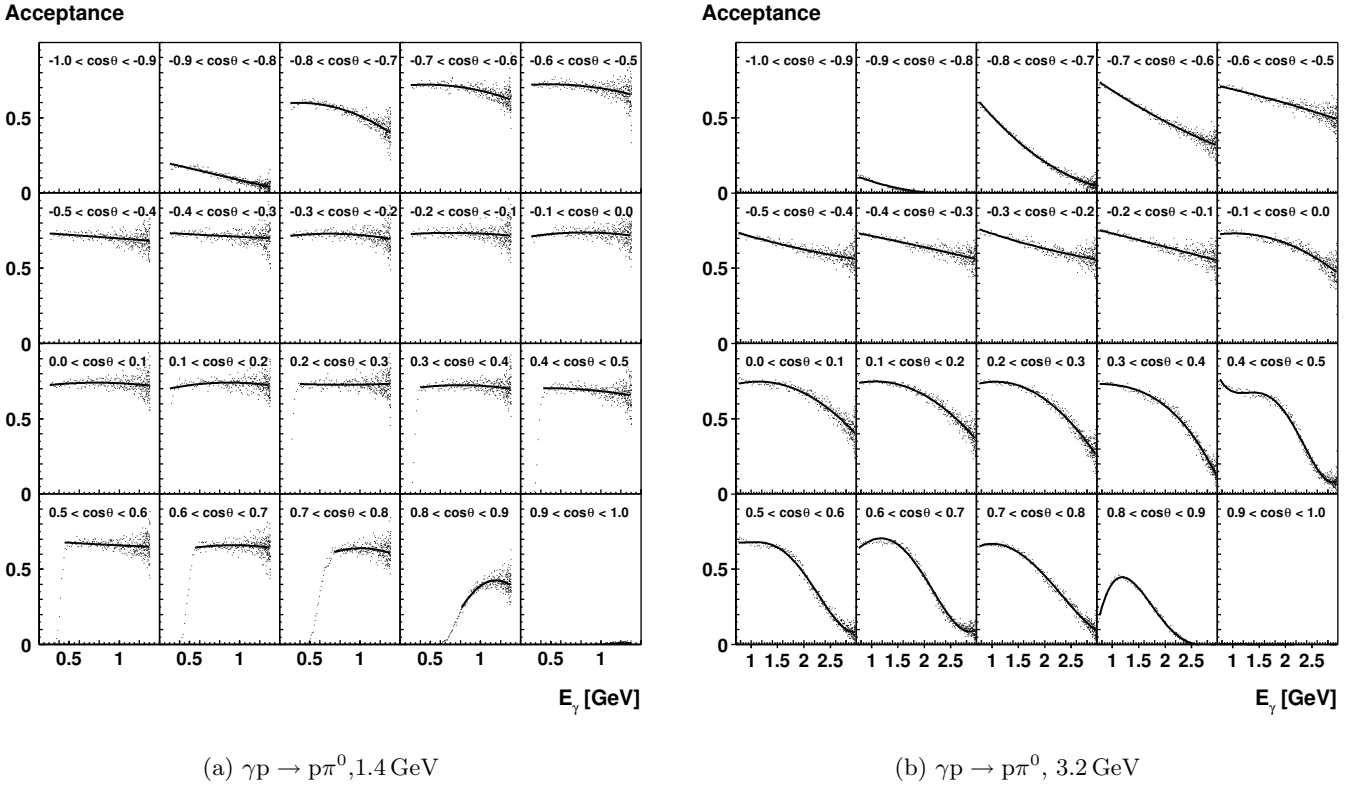 Acceptance
-1.0 < cosθ < -0.9 -0.9 < cosθ < -0.8 -0.8 < cosθ < -0.7 -0.7 < cosθ < -0.6 -0.6 < cosθ < -0.5
0.5
0
-0.5 < cosθ < -0.4 -0.4 < cosθ < -0.3 -0.3 < cosθ < -0.2 -0.2 < cosθ < -0.1 -0.1 < cosθ < 0.0
0.5
0
0.0 < cosθ < 0.1 0.1 < cosθ < 0.2 0.2 < cosθ < 0.3 0.3 < cosθ < 0.4 0.4 < cosθ < 0.5
0.5
0
0.5 < cosθ < 0.6 0.6 < cosθ < 0.7 0.7 < cosθ < 0.8 0.8 < cosθ < 0.9 0.9 < cosθ < 1.0
0.5
0
0.5 1 0.5 1 0.5 1 0.5 1 0.5 1
E_γ [GeV]
(a) γp → pπ⁰,1.4 GeV
Acceptance
-1.0 < cosθ < -0.9 -0.9 < cosθ < -0.8 -0.8 < cosθ < -0.7 -0.7 < cosθ < -0.6 -0.6 < cosθ < -0.5
0.5
0
-0.5 < cosθ < -0.4 -0.4 < cosθ < -0.3 -0.3 < cosθ < -0.2 -0.2 < cosθ < -0.1 -0.1 < cosθ < 0.0
0.5
0
0.0 < cosθ < 0.1 0.1 < cosθ < 0.2 0.2 < cosθ < 0.3 0.3 < cosθ < 0.4 0.4 < cosθ < 0.5
0.5
0
0.5 < cosθ < 0.6 0.6 < cosθ < 0.7 0.7 < cosθ < 0.8 0.8 < cosθ < 0.9 0.9 < cosθ < 1.0
0.5
0
1 1.5 2 2.5 1 1.5 2 2.5 1 1.5 2 2.5 1 1.5 2 2.5 1 1.5 2 2.5
E_γ [GeV]
(b) γp → pπ⁰, 3.2 GeV